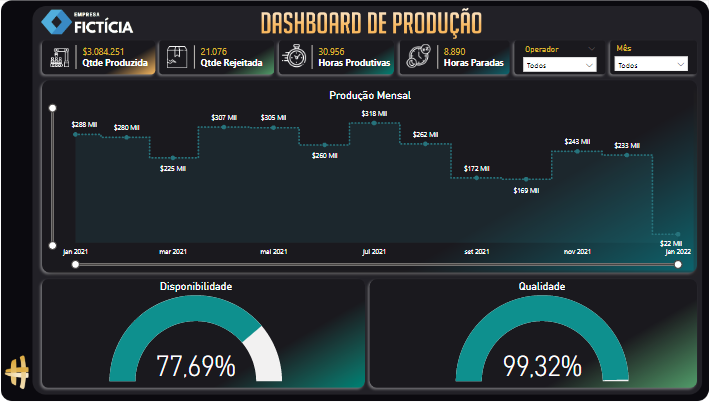 EMPRESA
FICTÍCIA
DASHBOARD DE PRODUÇÃO
$3.084.251
Qtde Produzida
21.076
Qtde Rejeitada
30.956
Horas Produtivas
8.890
Horas Paradas
Operador
Todos
Mês
Todos
Produção Mensal
$288 Mil
$280 Mil
$225 Mil
$307 Mil
$305 Mil
$260 Mil
$318 Mil
$262 Mil
$172 Mil
$169 Mil
$243 Mil
$233 Mil
$22 Mil
jan 2021
mar 2021
mai 2021
jul 2021
set 2021
nov 2021
jan 2022
Disponibilidade
77,69%
Qualidade
99,32%